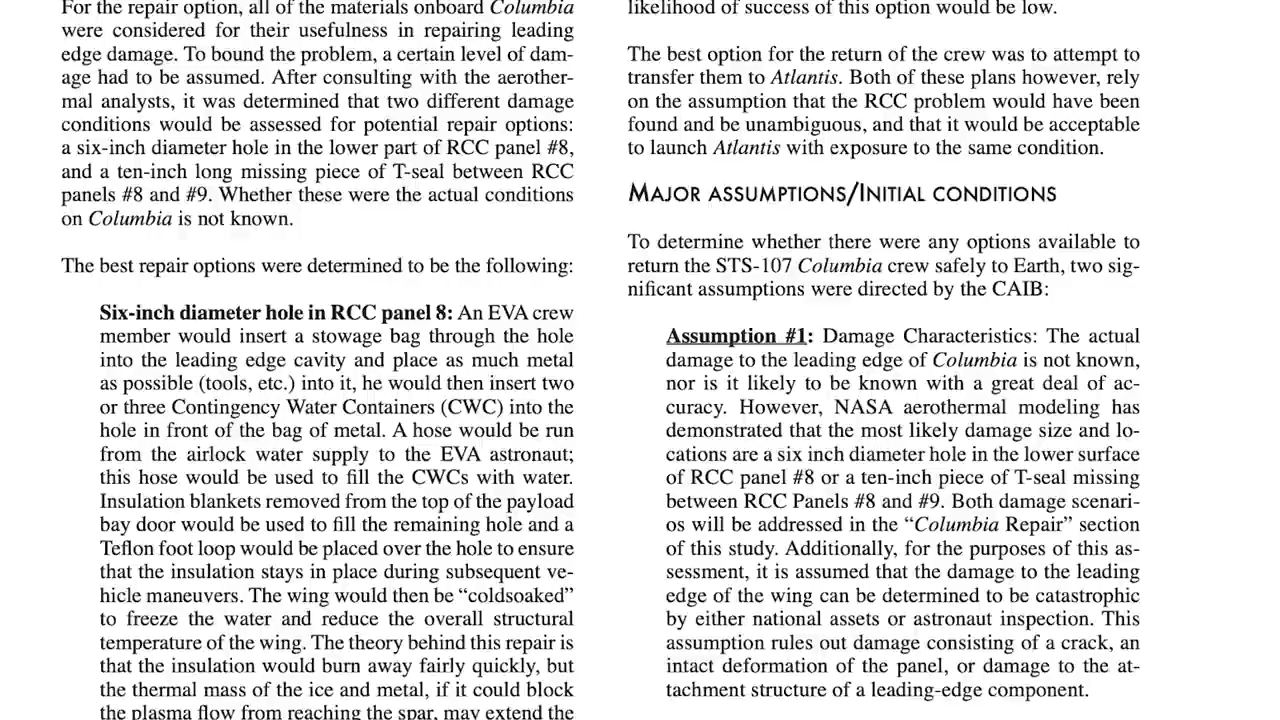 For the repair option, all of the materials onboard Columbia
were considered for their usefulness in repairing leading
edge damage. To bound the problem, a certain level of dam-
age had to be assumed. After consulting with the aerother-
mal analysts, it was determined that two different damage
conditions would be assessed for potential repair options:
a six-inch diameter hole in the lower part of RCC panel #8,
and a ten-inch long missing piece of T-seal between RCC
panels #8 and #9. Whether these were the actual conditions
on Columbia is not known.
The best repair options were determined to be the following:
Six-inch diameter hole in RCC panel 8: An EVA crew
member would insert a stowage bag through the hole
into the leading edge cavity and place as much metal
as possible (tools, etc.) into it, he would then insert two
or three Contingency Water Containers (CWC) into the
hole in front of the bag of metal. A hose would be run
from the airlock water supply to the EVA astronaut;
this hose would be used to fill the CWCs with water.
Insulation blankets removed from the top of the payload
bay door would be used to fill the remaining hole and a
Teflon foot loop would be placed over the hole to ensure
that the insulation stays in place during subsequent ve-
hicle maneuvers. The wing would then be “coldsoaked”
to freeze the water and reduce the overall structural
temperature of the wing. The theory behind this repair is
that the insulation would burn away fairly quickly, but
the thermal mass of the ice and metal, if it could block
the plasma flow from reaching the spar, may extend the
likelihood of success of this option would be low.
The best option for the return of the crew was to attempt to
transfer them to Atlantis. Both of these plans however, rely
on the assumption that the RCC problem would have been
found and be unambiguous, and that it would be acceptable
to launch Atlantis with exposure to the same condition.
MAJOR ASSUMPTIONS/INITIAL CONDITIONS
To determine whether there were any options available to
return the STS-107 Columbia crew safely to Earth, two sig-
nificant assumptions were directed by the CAIB:
Assumption #1: Damage Characteristics: The actual
damage to the leading edge of Columbia is not known,
nor is it likely to be known with a great deal of ac-
curacy. However, NASA aerothermal modeling has
demonstrated that the most likely damage size and lo-
cations are a six inch diameter hole in the lower surface
of RCC panel #8 or a ten-inch piece of T-seal missing
between RCC Panels #8 and #9. Both damage scenari-
os will be addressed in the “Columbia Repair” section
of this study. Additionally, for the purposes of this as-
sessment, it is assumed that the damage to the leading
edge of the wing can be determined to be catastrophic
by either national assets or astronaut inspection. This
assumption rules out damage consisting of a crack, an
intact deformation of the panel, or damage to the at-
tachment structure of a leading-edge component.